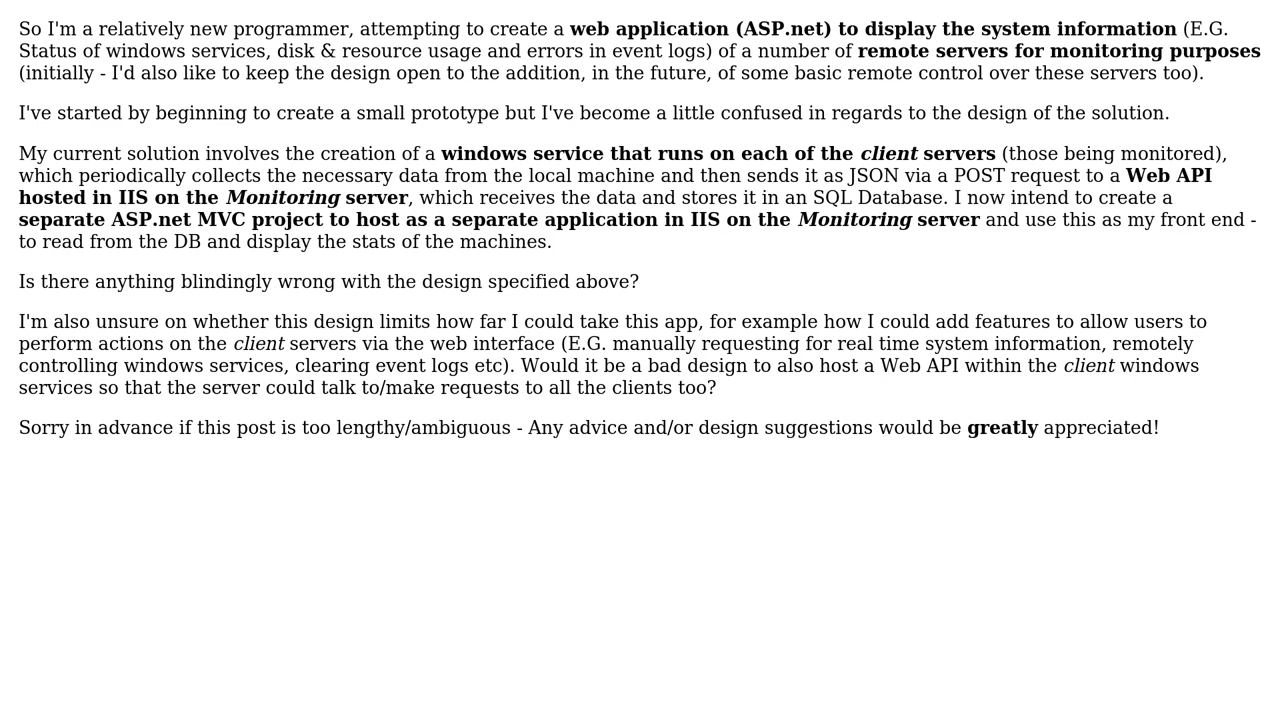 So I'm a relatively new programmer, attempting to create a web application (ASP.net) to display the system information (E.G.
Status of windows services, disk & resource usage and errors in event logs) of a number of remote servers for monitoring purposes
(initially - I'd also like to keep the design open to the addition, in the future, of some basic remote control over these servers too).
I've started by beginning to create a small prototype but I've become a little confused in regards to the design of the solution.
My current solution involves the creation of a windows service that runs on each of the client servers (those being monitored),
which periodically collects the necessary data from the local machine and then sends it as JSON via a POST request to a Web API
hosted in IIS on the Monitoring server, which receives the data and stores it in an SQL Database. I now intend to create a
separate ASP.net MVC project to host as a separate application in IIS on the Monitoring server and use this as my front end -
to read from the DB and display the stats of the machines.
Is there anything blindingly wrong with the design specified above?
I'm also unsure on whether this design limits how far I could take this app, for example how I could add features to allow users to
perform actions on the client servers via the web interface (E.G. manually requesting for real time system information, remotely
controlling windows services, clearing event logs etc). Would it be a bad design to also host a Web API within the client windows
services so that the server could talk to/make requests to all the clients too?
Sorry in advance if this post is too lengthy/ambiguous - Any advice and/or design suggestions would be greatly appreciated!